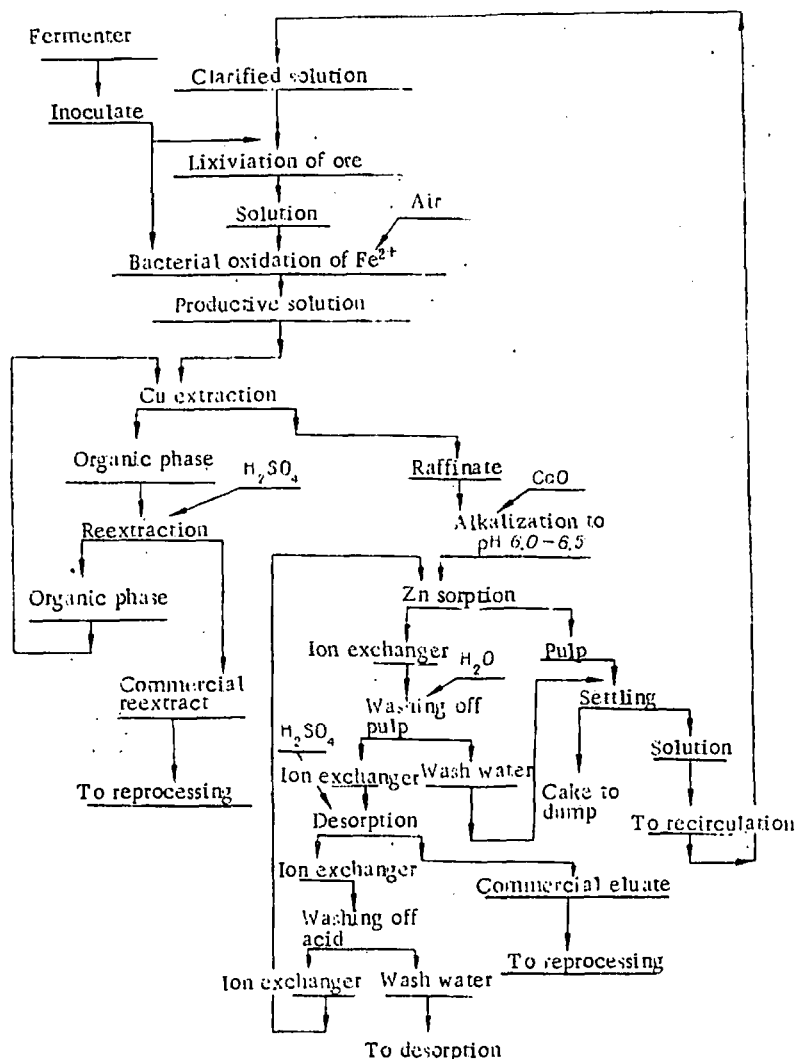 Fermenter
Clarified solution
Inoculate
Lixiviation of ore
Air
Solution
Bacterial oxidation of Fe²⁺
Productive solution
Cu extraction
Organic phase
H₂SO₄
Raffinate
CaO
Reextraction
Alkalization to
pH 6.0-6.5
Organic phase
Zn sorption
Ion exchanger
H₂O
Pulp
Commercial
reextract
Washing off
pulp
Settling
H₂SO₄
Solution
To reprocessing
Ion exchanger
Wash water
Cake to
dump
Desorption
To recirculation
Ion exchanger
Commercial eluate
Washing off
acid
To reprocessing
Ion exchanger
Wash water
To desorption